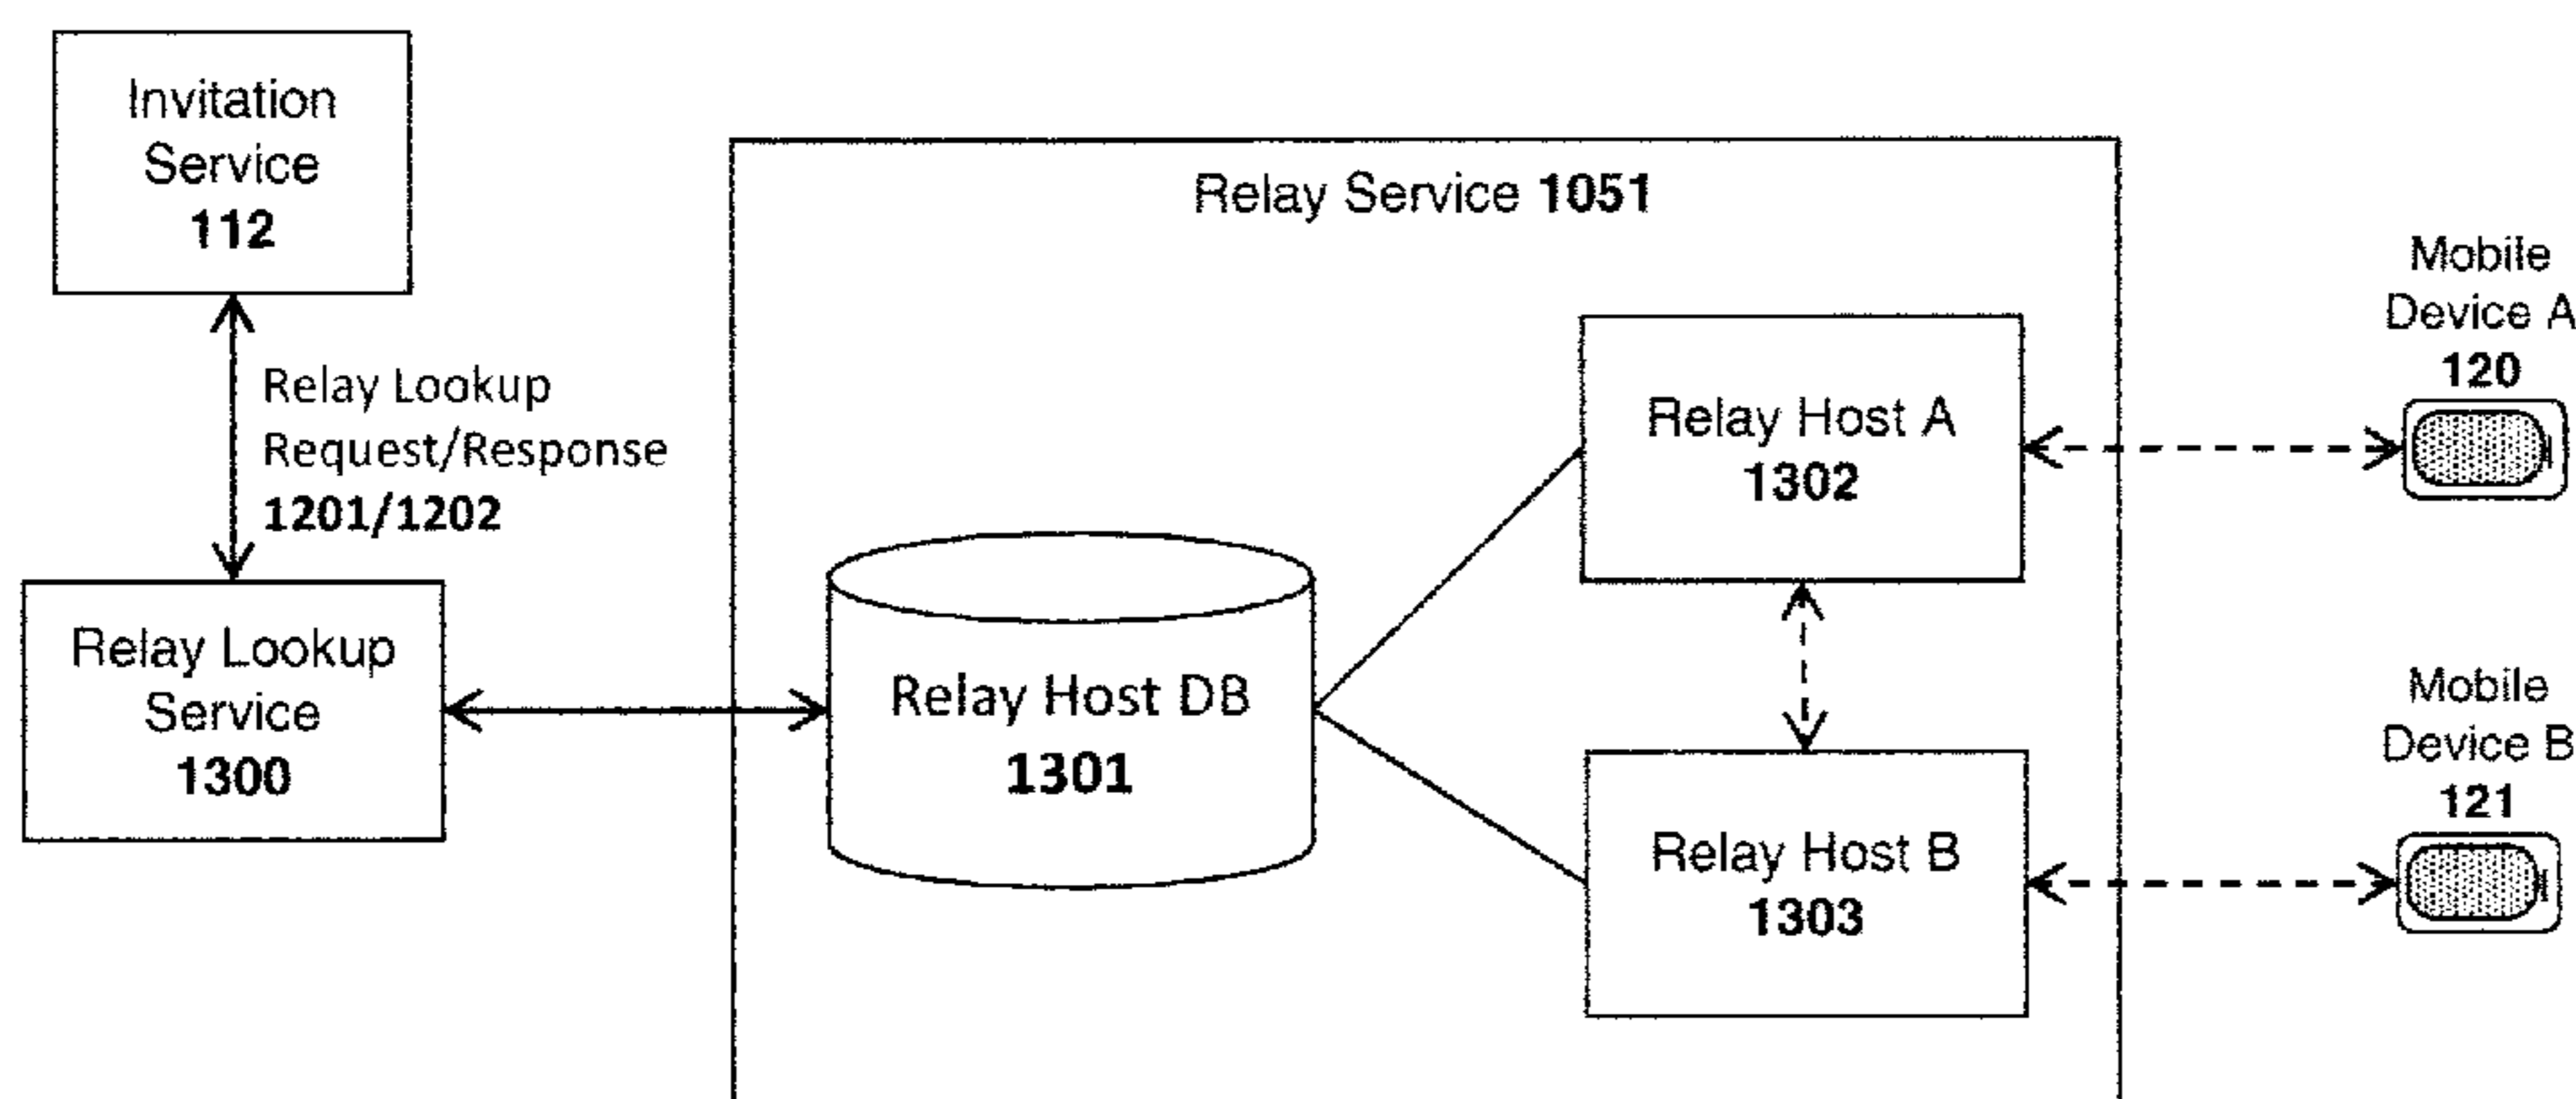 Invitation
Service
112
Relay Lookup
Request/Response
1201/1202
Relay Lookup
Service
1300
Relay Service 1051
Relay Host DB
1301
Relay Host A
1302
Relay Host B
1303
Mobile
Device A
120
Mobile
Device B
121